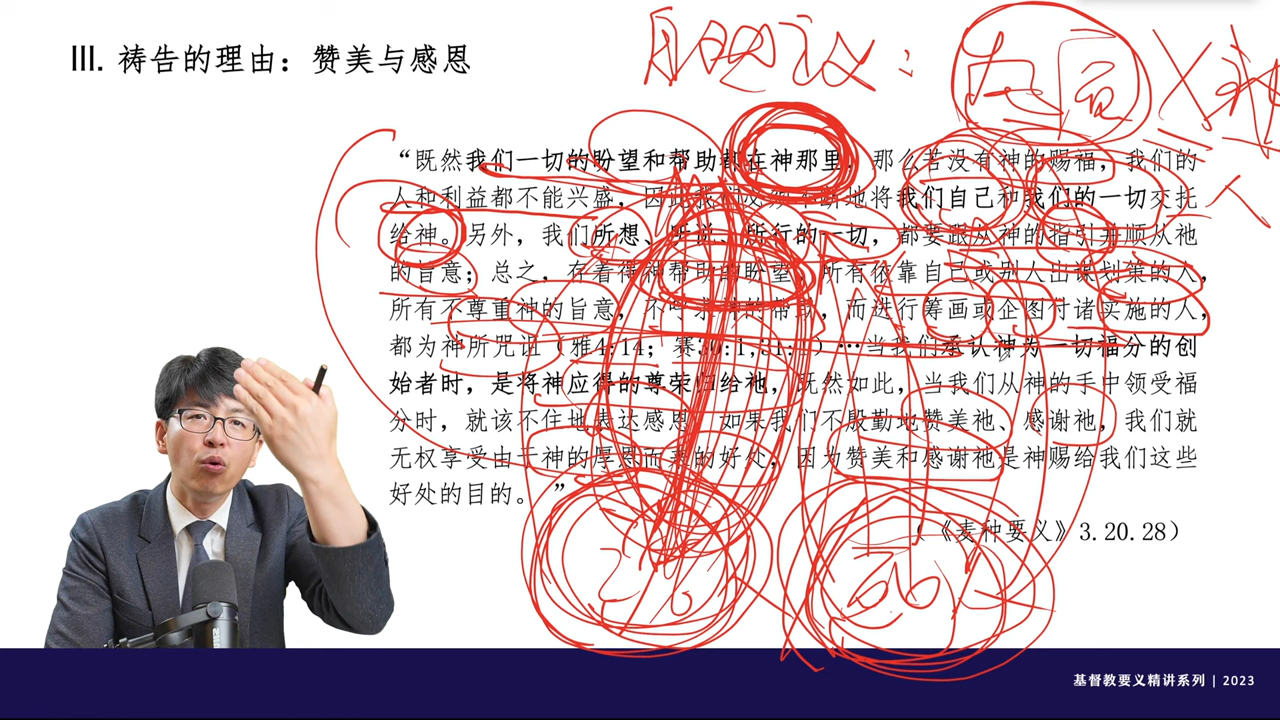 III. 祷告的理由：赞美与感恩
“既然我们一切的盼望和帮助都在神那里，那么若没有神的赐福，我们的
人和利益都不能兴盛，因此我们必须不断地将我们自己和我们的一切交托
给神。另外，我们所想、所说、所行的一切，都要跟从神的指引并顺从祂
的旨意；总之，存着得神帮助的盼望，所有依靠自己或别人出谋划策的人，
所有不尊重神的旨意，不呼求神的帮助，而进行筹画或企图付诸实施的人，
都为神所咒诅（雅4:14；赛30:1,31:1）…当我们承认神为一切福分的创
始者时，是将神应得的尊荣归给祂，既然如此，当我们从神的手中领受福
分时，就该不住地表达感恩，如果我们不殷勤地赞美祂、感谢祂，我们就
无权享受由于神的厚恩而来的好处，因为赞美和感谢祂是神赐给我们这些
好处的目的。”
（《麦种要义》3.20.28）
基督教要义精讲系列 | 2023